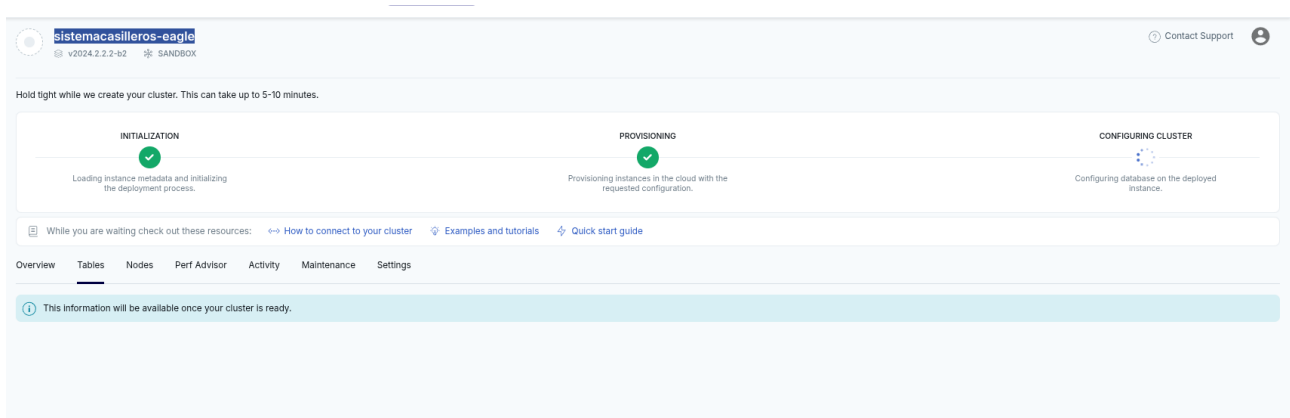 sistemacasilleros-eagle
v2024.2.2.2-b2 SANDBOX
Contact Support
Hold tight while we create your cluster. This can take up to 5-10 minutes.
INITIALIZATION
Loading instance metadata and initializing
the deployment process.
PROVISIONING
Provisioning instances in the cloud with the
requested configuration.
CONFIGURING CLUSTER
Configuring database on the deployed
instance.
While you are waiting check out these resources: How to connect to your cluster Examples and tutorials Quick start guide
Overview Tables Nodes Perf Advisor Activity Maintenance Settings
This information will be available once your cluster is ready.